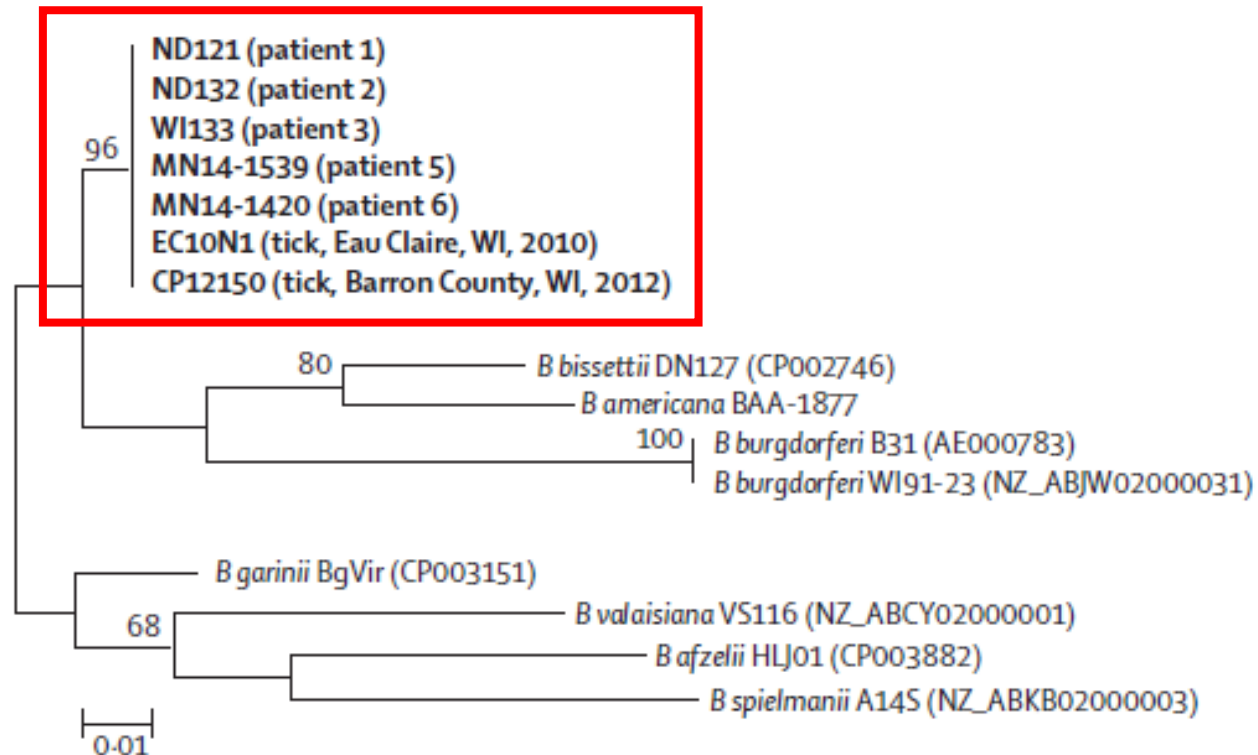 ND121 (patient 1)
ND132 (patient 2)
WI133 (patient 3)
96
MN14-1539 (patient 5)
MN14-1420 (patient 6)
EC10N1 (tick, Eau Claire, WI, 2010)
CP12150 (tick, Barron County, WI, 2012)
80
B bissettii DN127 (CP002746)
B americana BAA-1877
100
B burgdorferi B31 (AE000783)
B burgdorferi WI91-23 (NZ_ABJW02000031)
B garinii BgVir (CP003151)
B valaisiana VS116 (NZ_ABCY02000001)
68
B afzelii HLJ01 (CP003882)
B spielmanii A14S (NZ_ABKB02000003)
0·01